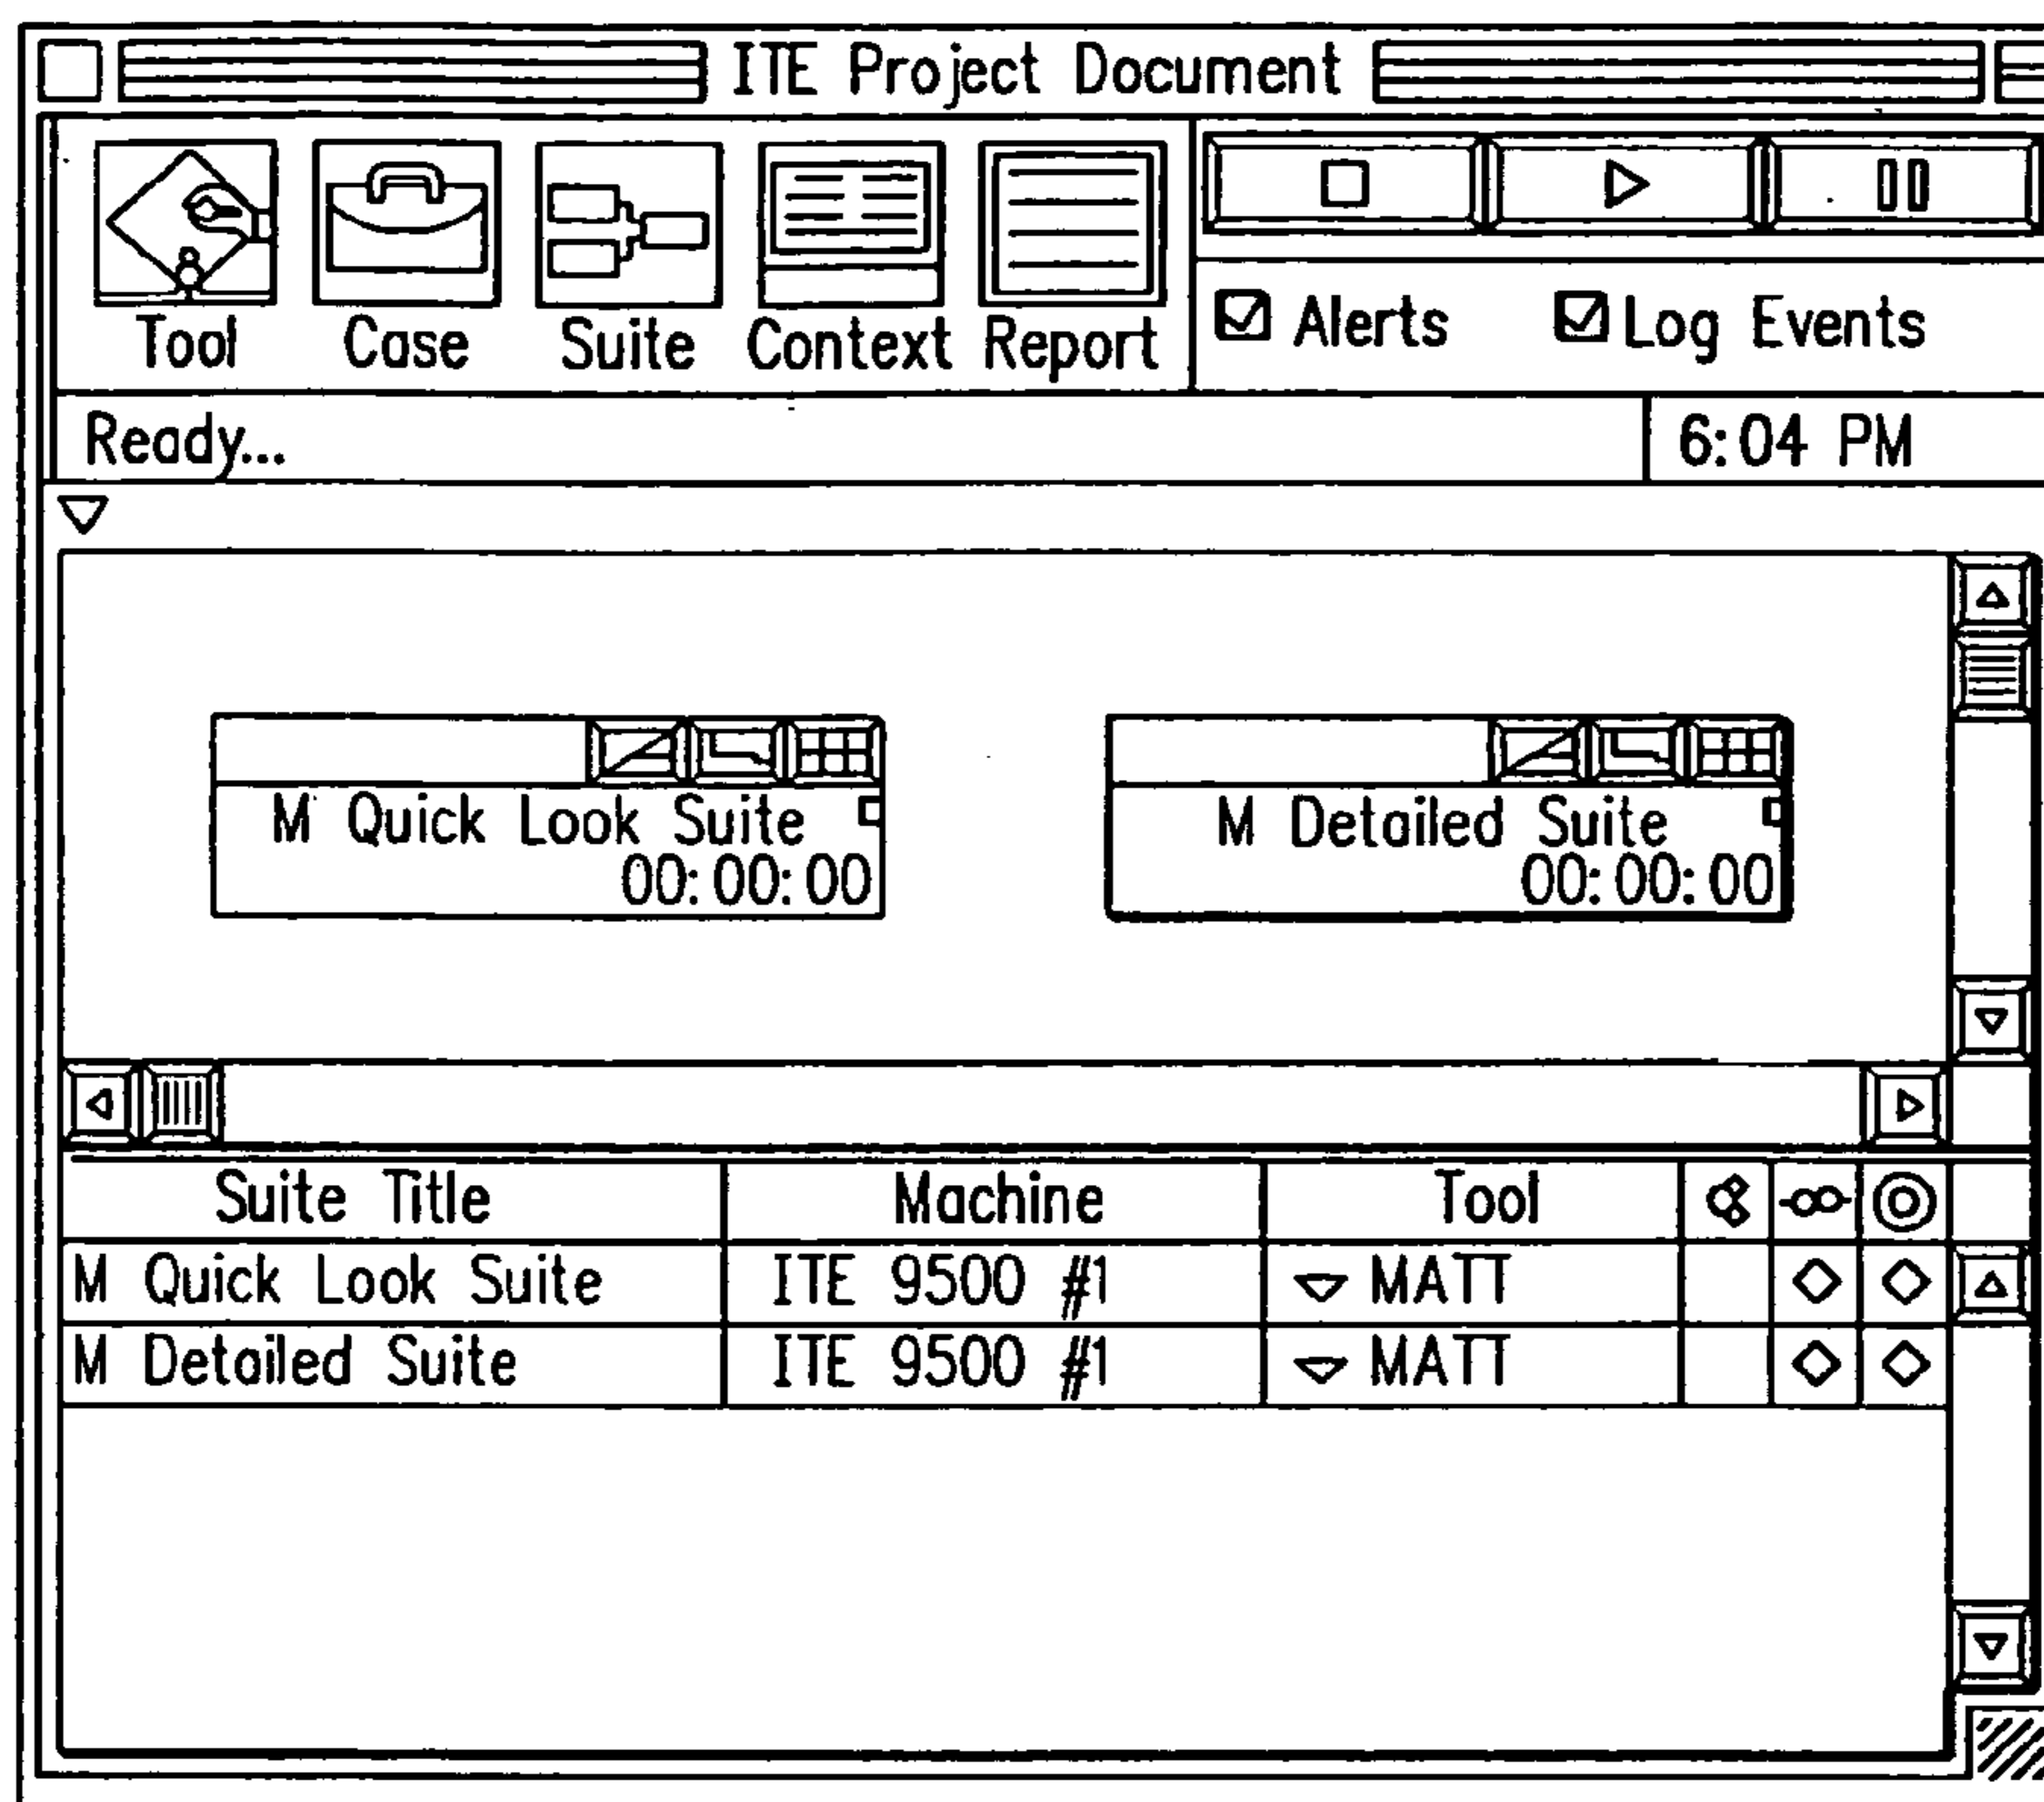 ITE Project Document
Tool Case Suite Context Report
Alerts Log Events
Ready... 6:04 PM
M Quick Look Suite
00:00:00
M Detailed Suite
00:00:00
Suite Title Machine Tool
M Quick Look Suite ITE 9500 #1 MATT
M Detailed Suite ITE 9500 #1 MATT